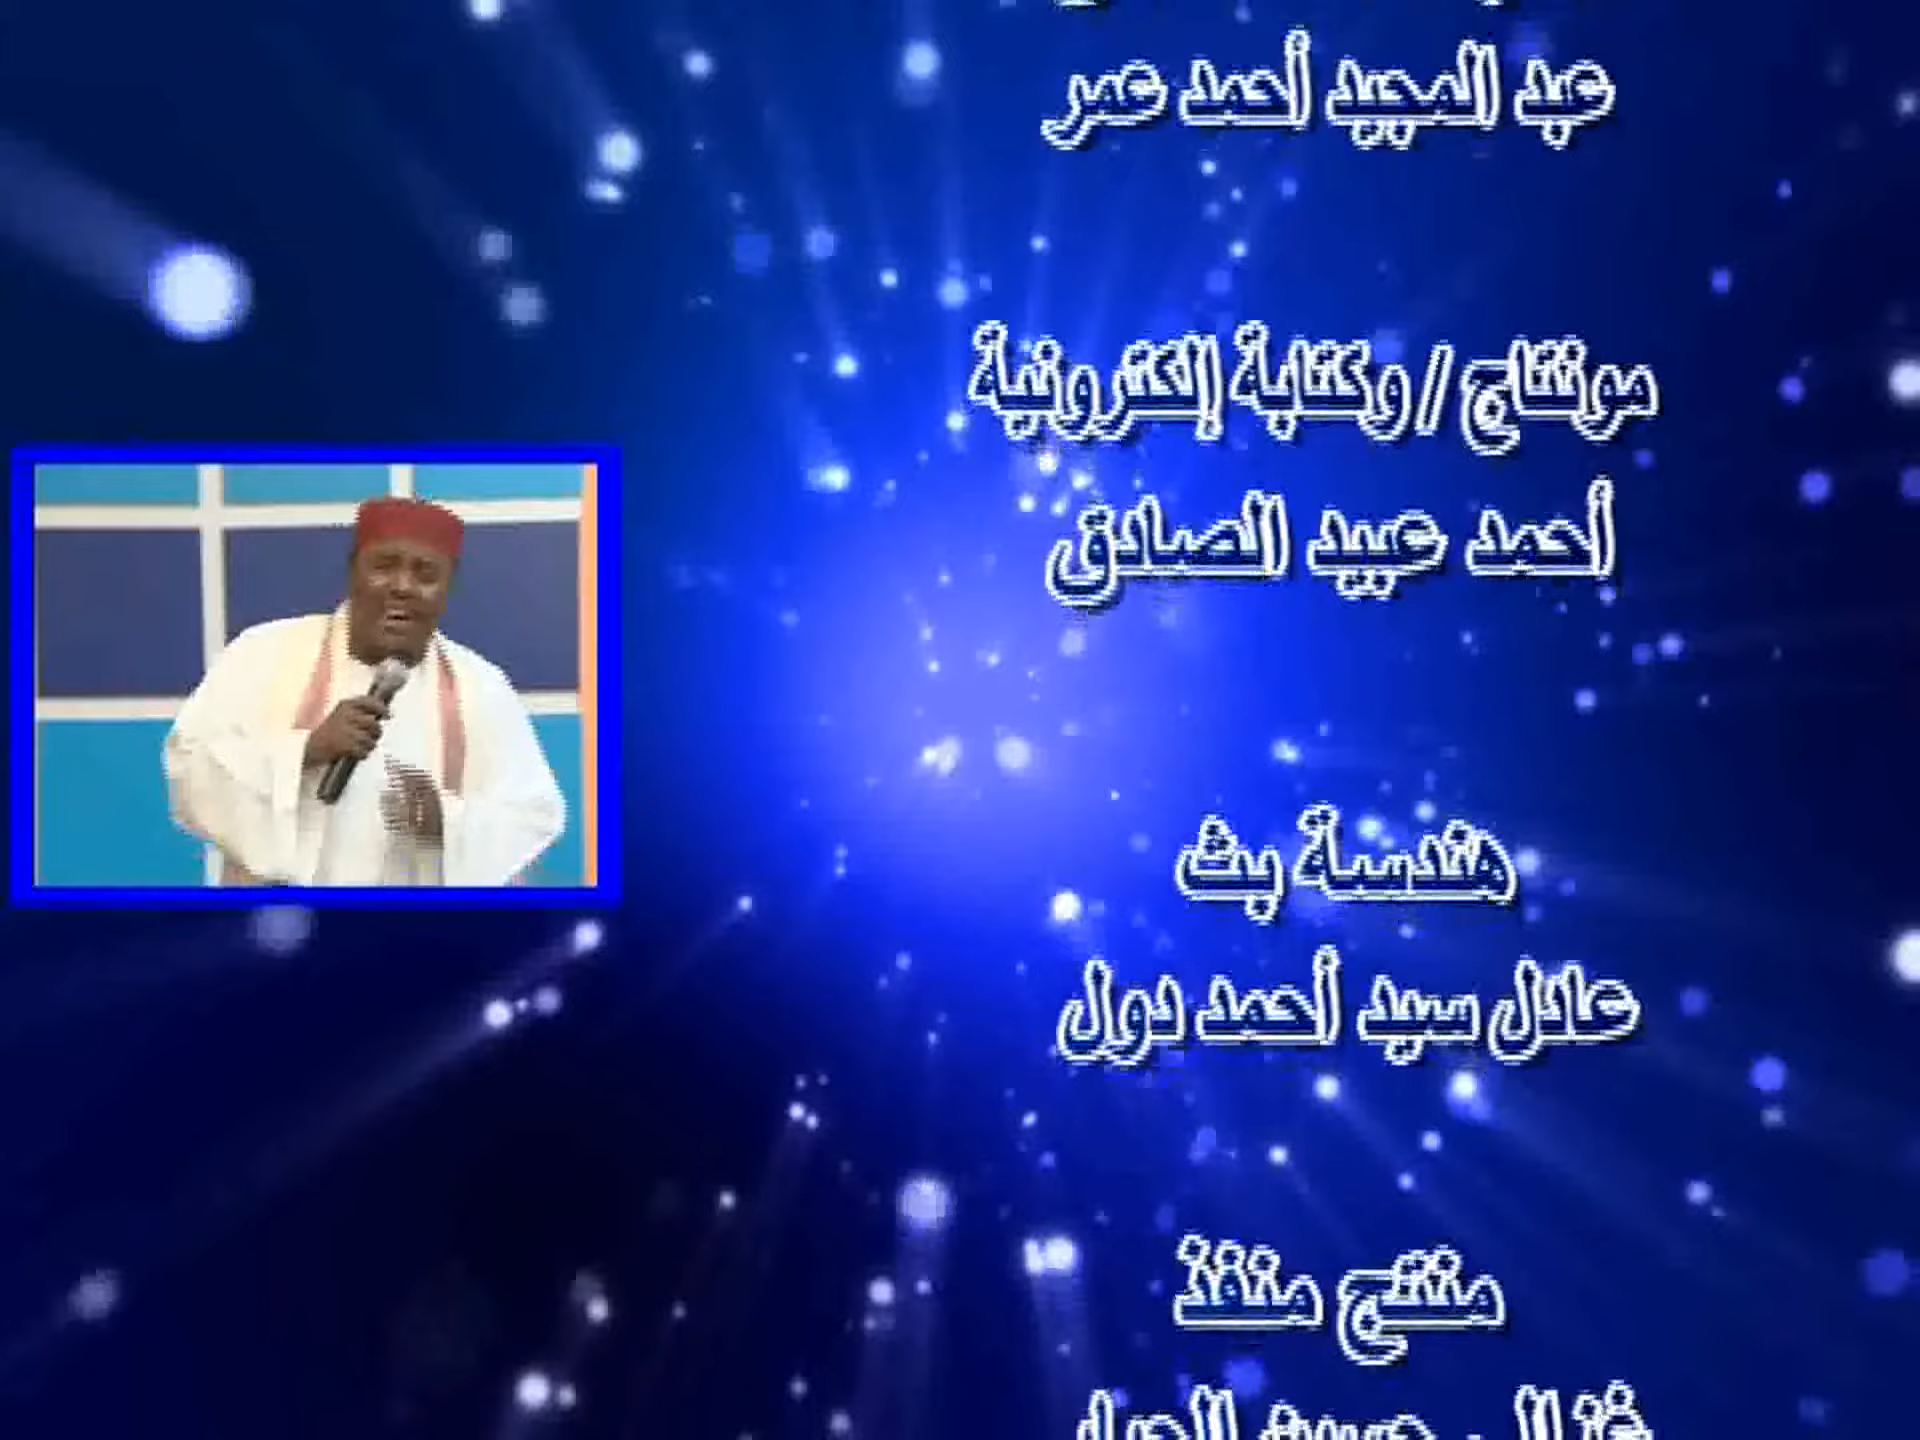 عبد المجيد أحمد عمر
مونتاج / وكتابة إلكترونية
أحمد عبيد الصادق
هندسة بث
عادل سيد أحمد دول
منتج منفذ